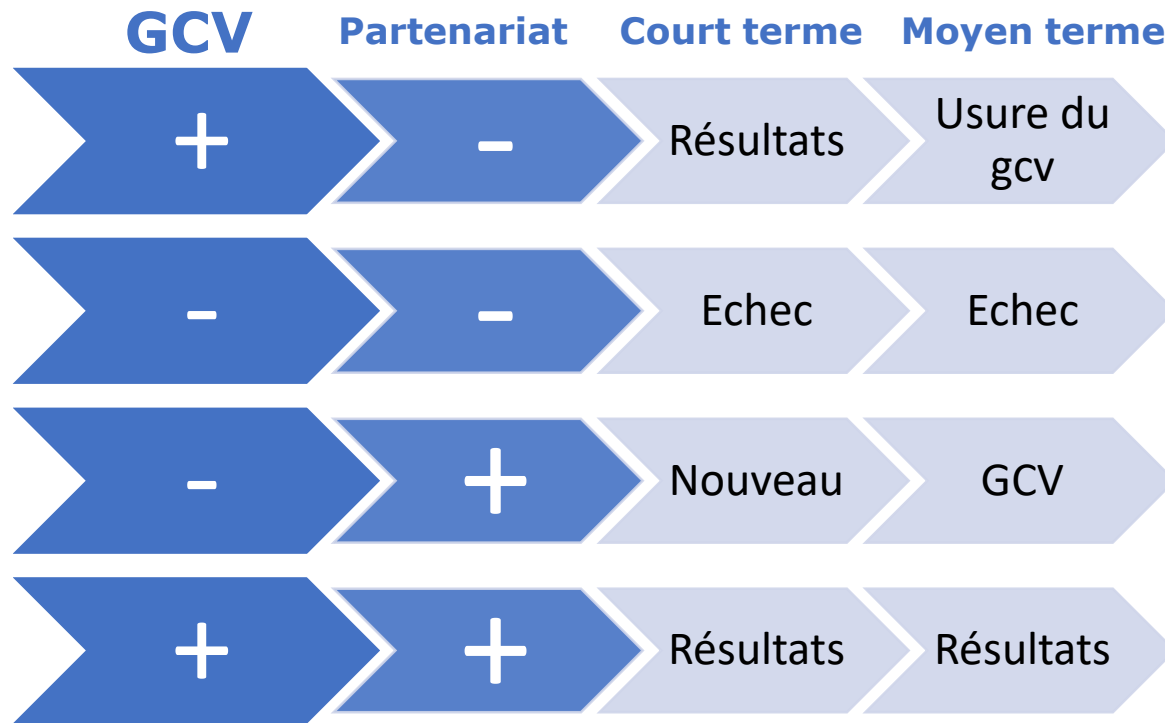 GCV Partenariat Court terme Moyen terme
+ - Résultats Usure du
gcv
- - Echec Echec
- + Nouveau GCV
+ + Résultats Résultats